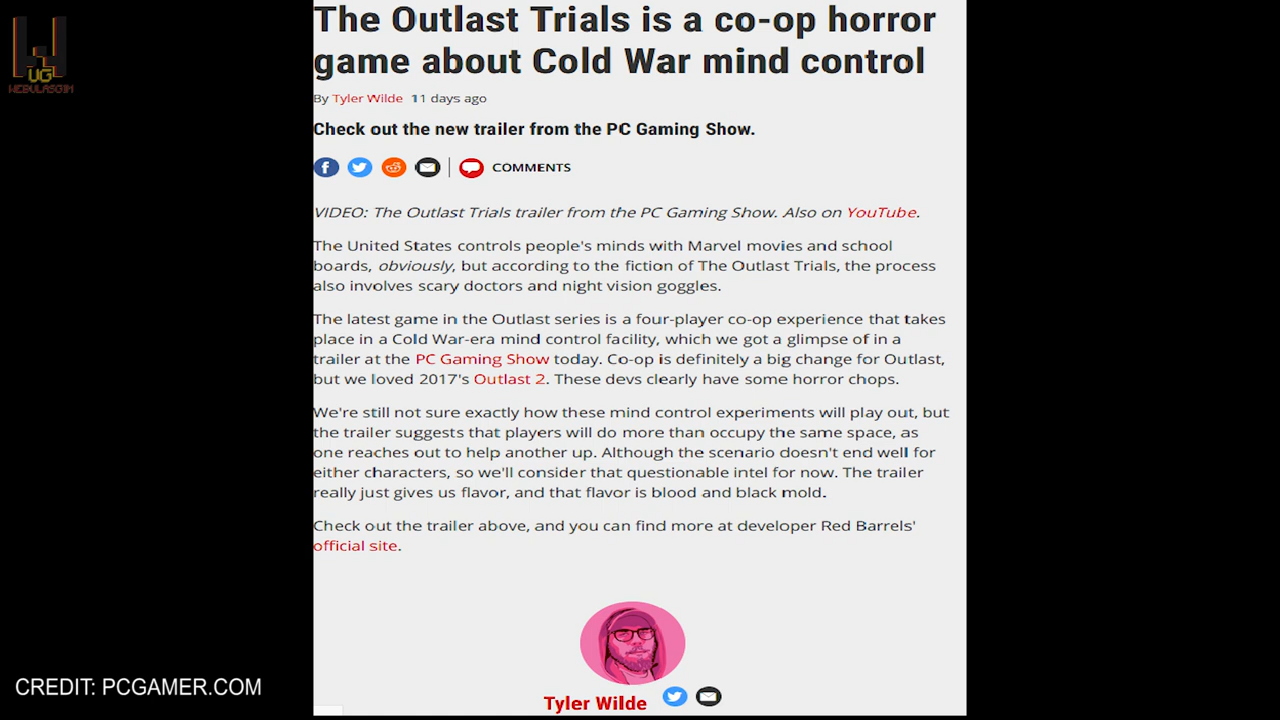 The Outlast Trials is a co-op horror
game about Cold War mind control
By Tyler Wilde 11 days ago
Check out the new trailer from the PC Gaming Show.
COMMENTS
VIDEO: The Outlast Trials trailer from the PC Gaming Show. Also on YouTube.
The United States controls people's minds with Marvel movies and school
boards, obviously, but according to the fiction of The Outlast Trials, the process
also involves scary doctors and night vision goggles.
The latest game in the Outlast series is a four-player co-op experience that takes
place in a Cold War-era mind control facility, which we got a glimpse of in a
trailer at the PC Gaming Show today. Co-op is definitely a big change for Outlast,
but we loved 2017's Outlast 2. These devs clearly have some horror chops.
We're still not sure exactly how these mind control experiments will play out, but
the trailer suggests that players will do more than occupy the same space, as
one reaches out to help another up. Although the scenario doesn't end well for
either characters, so we'll consider that questionable intel for now. The trailer
really just gives us flavor, and that flavor is blood and black mold.
Check out the trailer above, and you can find more at developer Red Barrels'
official site.
Tyler Wilde
UG
WEBULASGIM
CREDIT: PCGAMER.COM